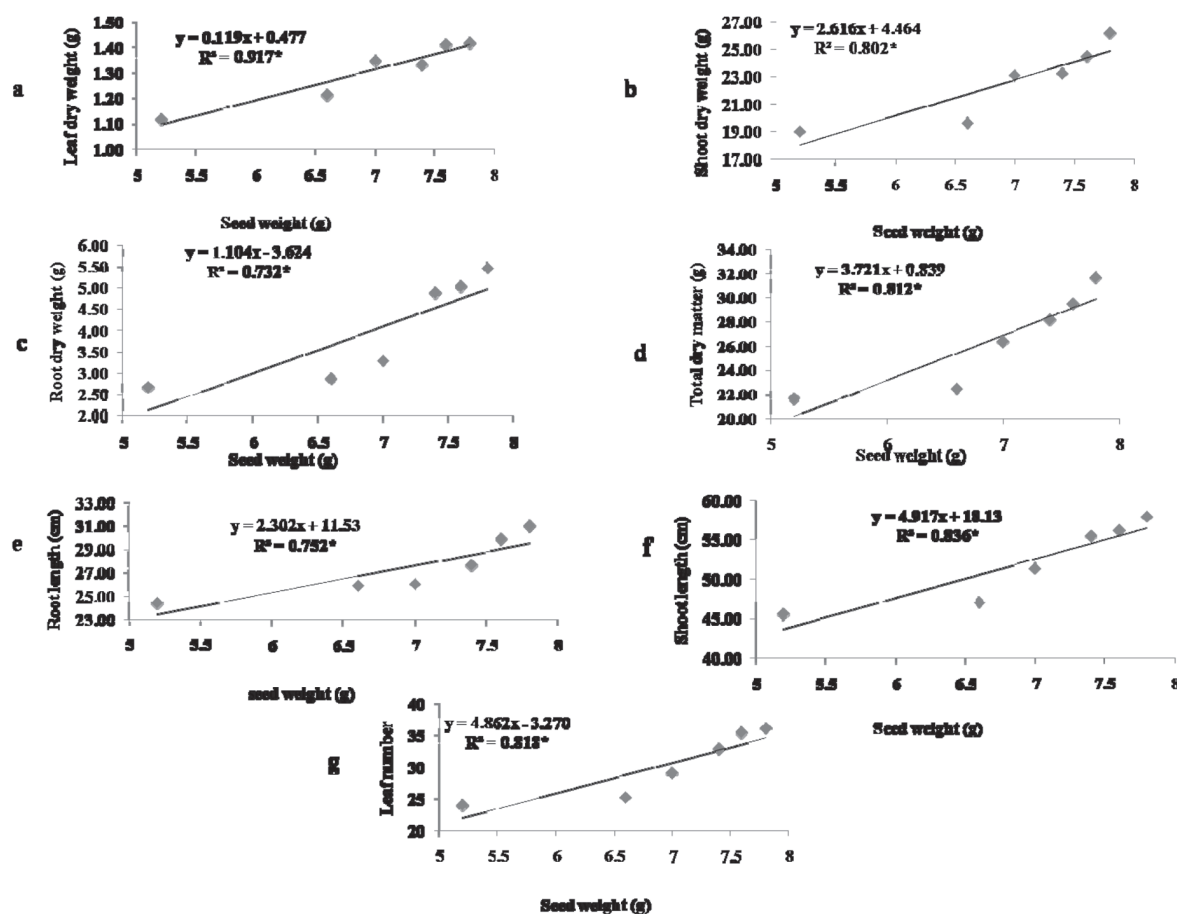 a
Leaf dry weight (g)
1.50
1.40
1.30
1.20
1.10
1.00
y = 0.119x + 0.477
R² = 0.917*
5 5.5 6 6.5 7 7.5 8
Seed weight (g)
b
Shoot dry weight (g)
27.00
25.00
23.00
21.00
19.00
17.00
y = 2.616x + 4.464
R² = 0.802*
5 5.5 6 6.5 7 7.5 8
Seed weight (g)
c
Root dry weight (g)
6.00
5.50
5.00
4.50
4.00
3.50
3.00
2.50
2.00
y = 1.104x - 3.624
R² = 0.732*
5 6 7 7.5 8
Seed weight (g)
d
Total dry matter (g)
34.00
32.00
30.00
28.00
26.00
24.00
22.00
20.00
y = 3.721x + 0.839
R² = 0.812*
5 6 7 8
Seed weight (g)
e
Root length (cm)
33.00
31.00
29.00
27.00
25.00
23.00
y = 2.302x + 11.53
R² = 0.752*
5 5.5 6 6.5 7 7.5 8
seed weight (g)
f
Shoot length (cm)
60.00
55.00
50.00
45.00
40.00
y = 4.917x + 18.13
R² = 0.836*
5 5.5 6 6.5 7 7.5 8
Seed weight (g)
g
Leaf number
40
35
30
25
20
y = 4.862x - 3.270
R² = 0.818*
5 5.5 6 6.5 7 7.5 8
Seed weight (g)